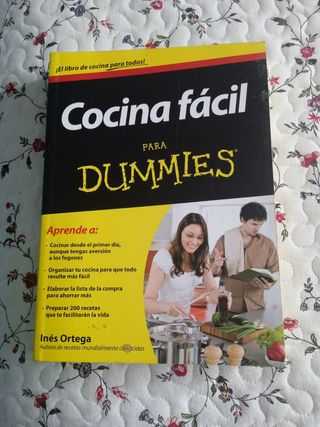 ¡El libro de cocina para todos!
Cocina fácil
PARA
DUMMIES®
Aprende a:
• Cocinar desde el primer día,
aunque tengas aversión
a los fogones
• Organizar tu cocina para que todo
resulte más fácil
• Elaborar la lista de la compra
para ahorrar más
• Preparar 200 recetas
que te facilitarán la vida
Inés Ortega
Autora de recetas mundialmente conocidas